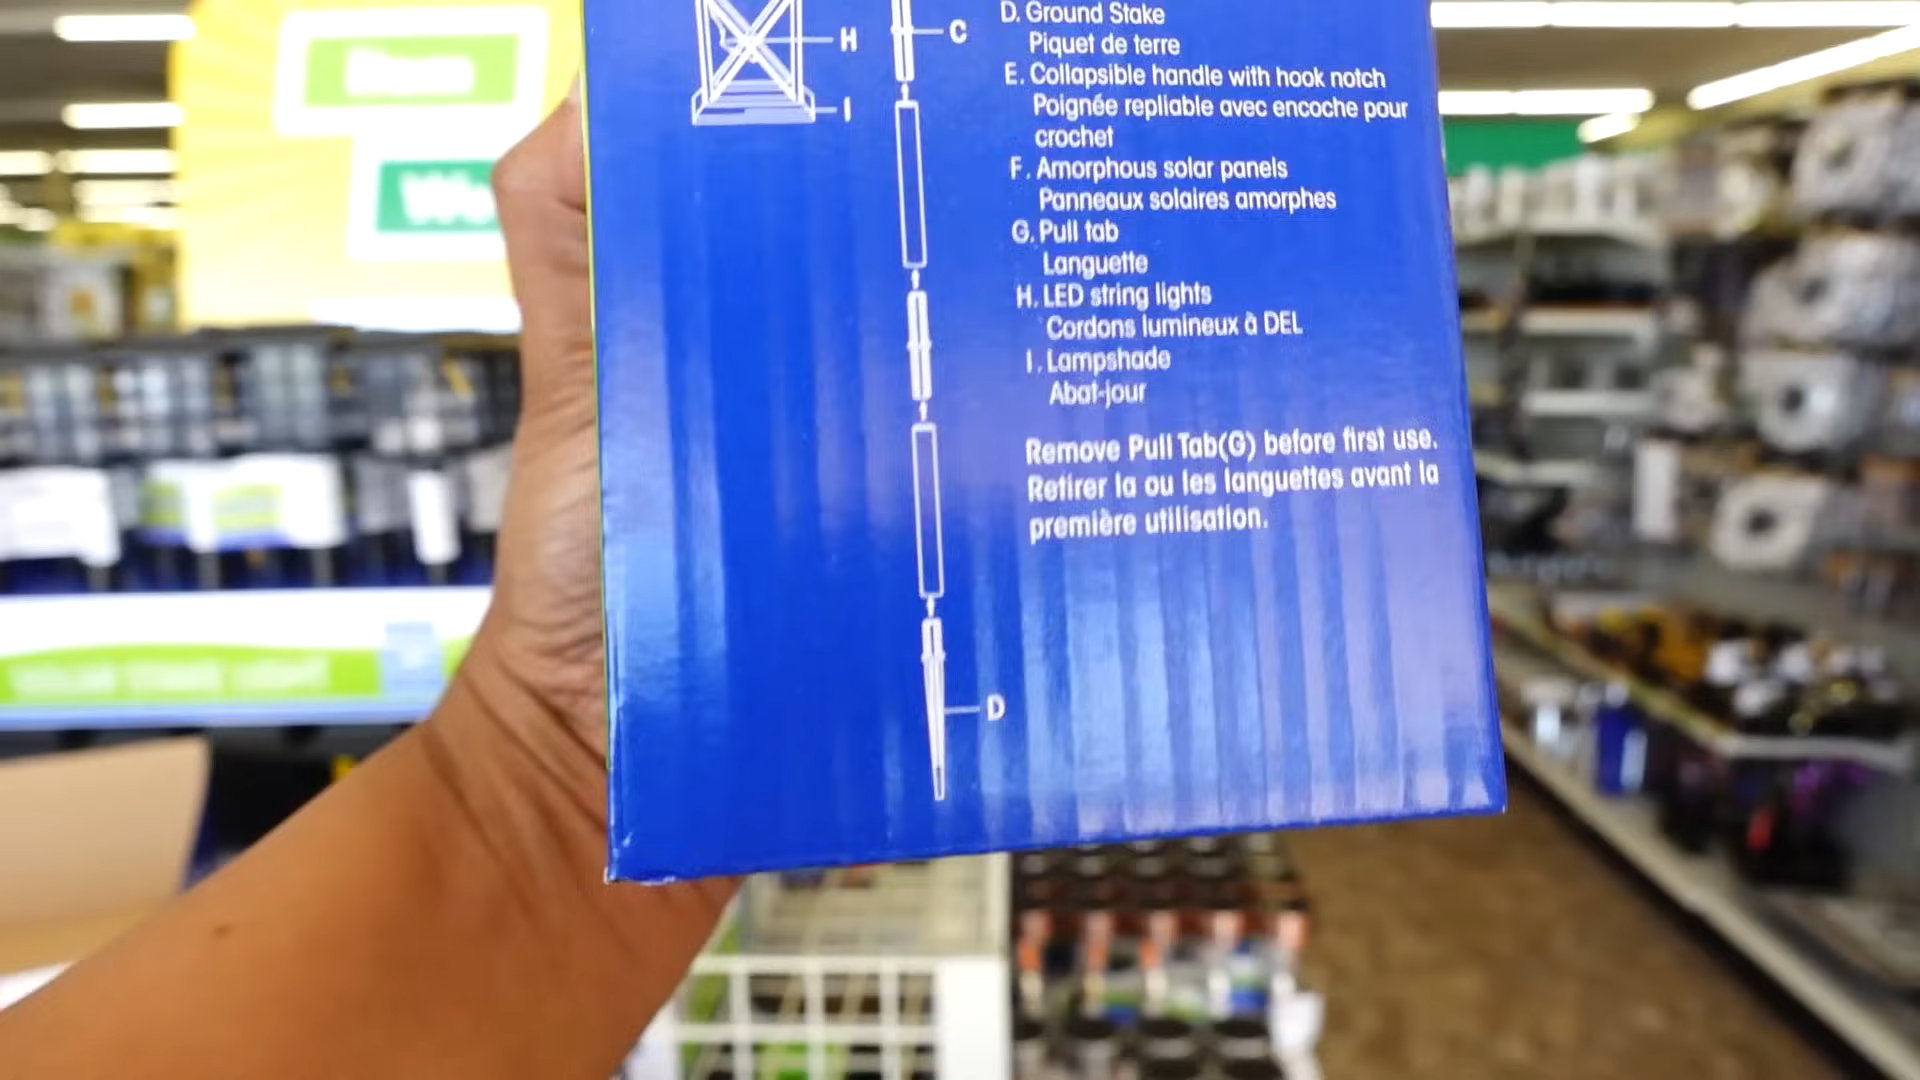 D. Ground Stake
Piquet de terre
E. Collapsible handle with hook notch
Poignée repliable avec encoche pour
crochet
F. Amorphous solar panels
Panneaux solaires amorphes
G. Pull tab
Languette
H. LED string lights
Cordons lumineux à DEL
I. Lampshade
Abat-jour
Remove Pull Tab(G) before first use.
Retirer la ou les languettes avant la
première utilisation.
H
C
I
D